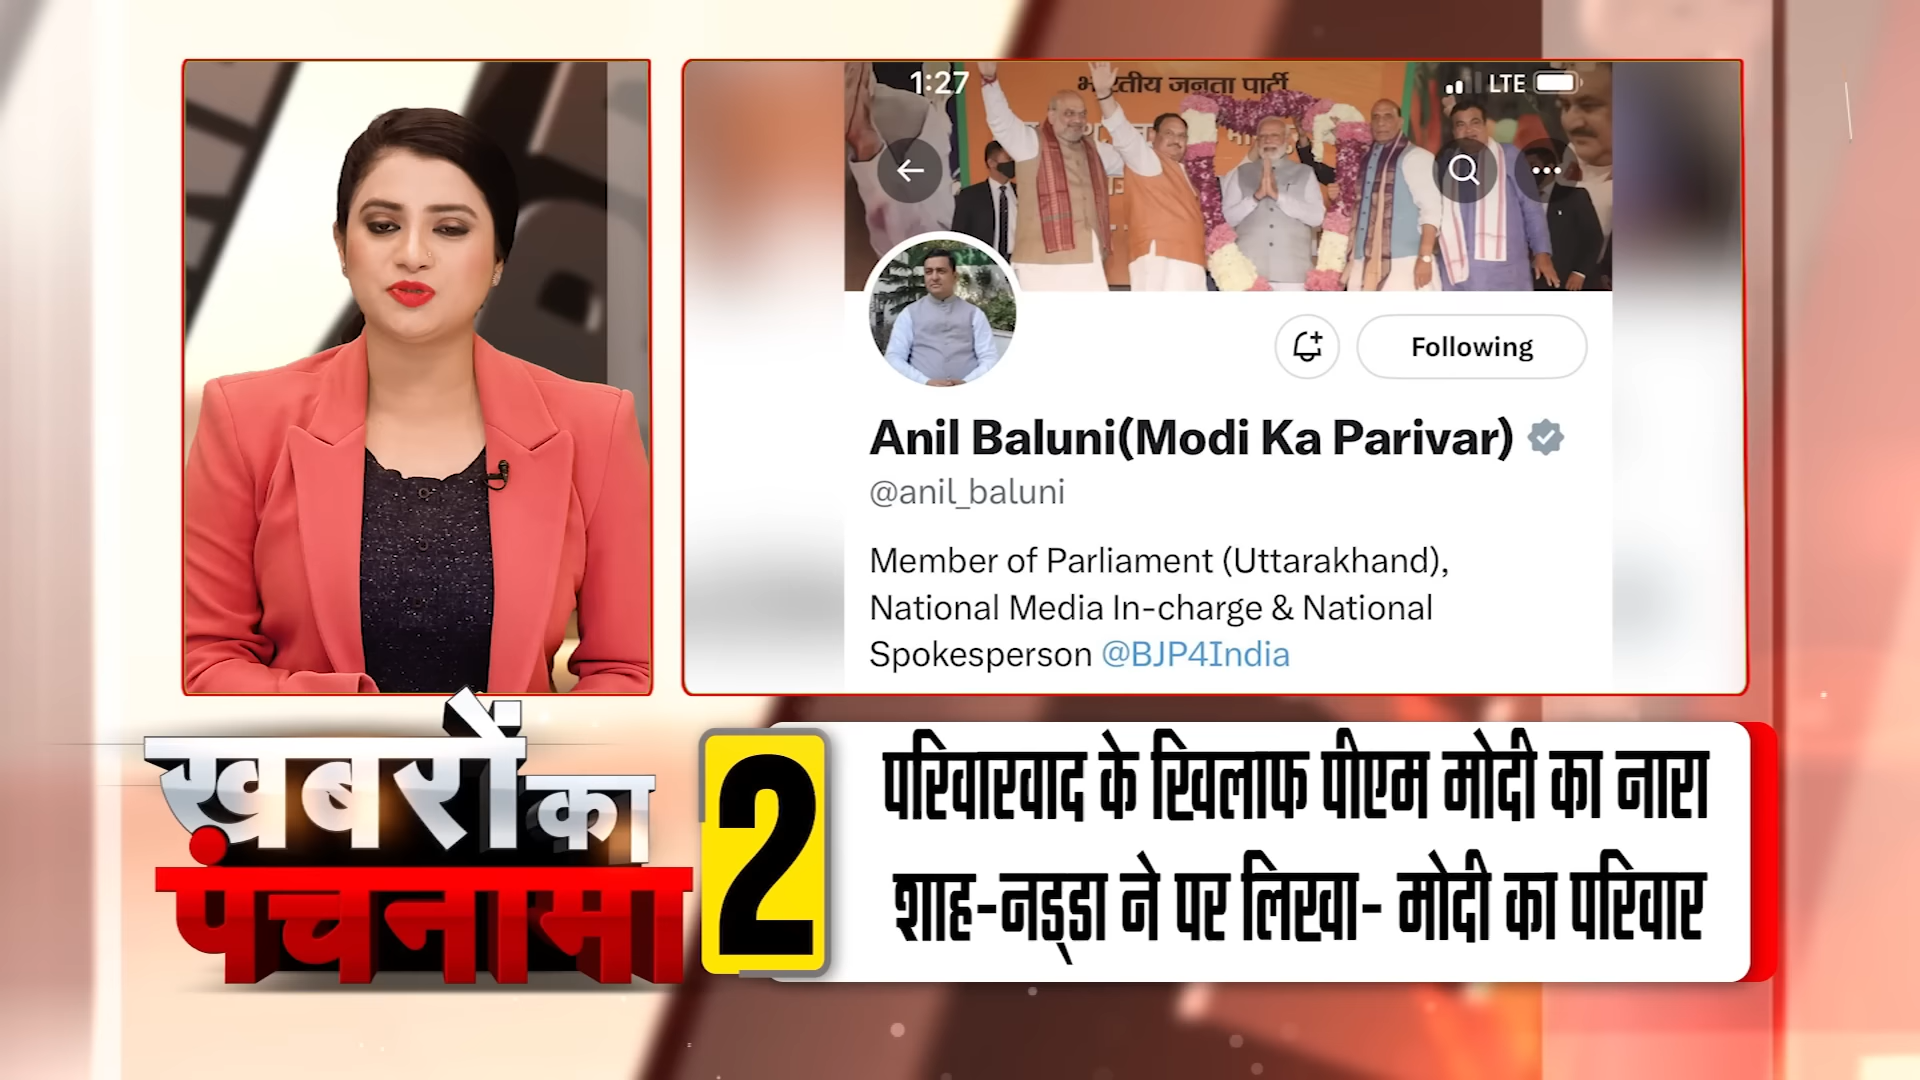 भारतीय जनता पार्टी
1:27
LTE
Following
Anil Baluni(Modi Ka Parivar)
@anil_baluni
Member of Parliament (Uttarakhand),
National Media In-charge & National
Spokesperson @BJP4India
खबरों का
पंचनामा
2
परिवारवाद के खिलाफ पीएम मोदी का नारा
शाह-नड्डा ने पर लिखा- मोदी का परिवार